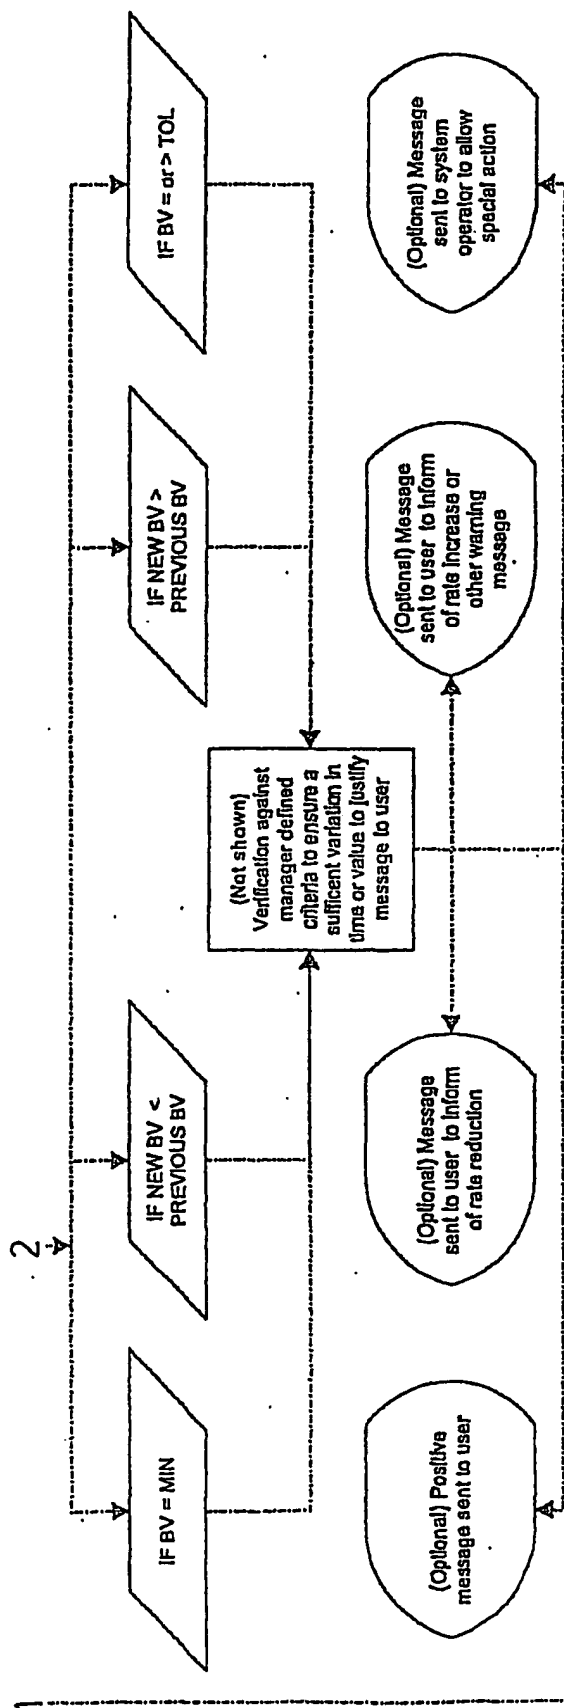 2
IF BV = MIN
IF NEW BV <
PREVIOUS BV
IF NEW BV >
PREVIOUS BV
IF BV = or > TOL
(Not shown)
Verification against
manager defined
criteria to ensure a
sufficent variation in
time or value to justify
message to user
(Optional) Positive
message sent to user
(Optional) Message
sent to user to inform
of rate reduction
(Optional) Message
sent to user to inform
of rate increase or
other warning
message
(Optional) Message
sent to system
operator to allow
special action